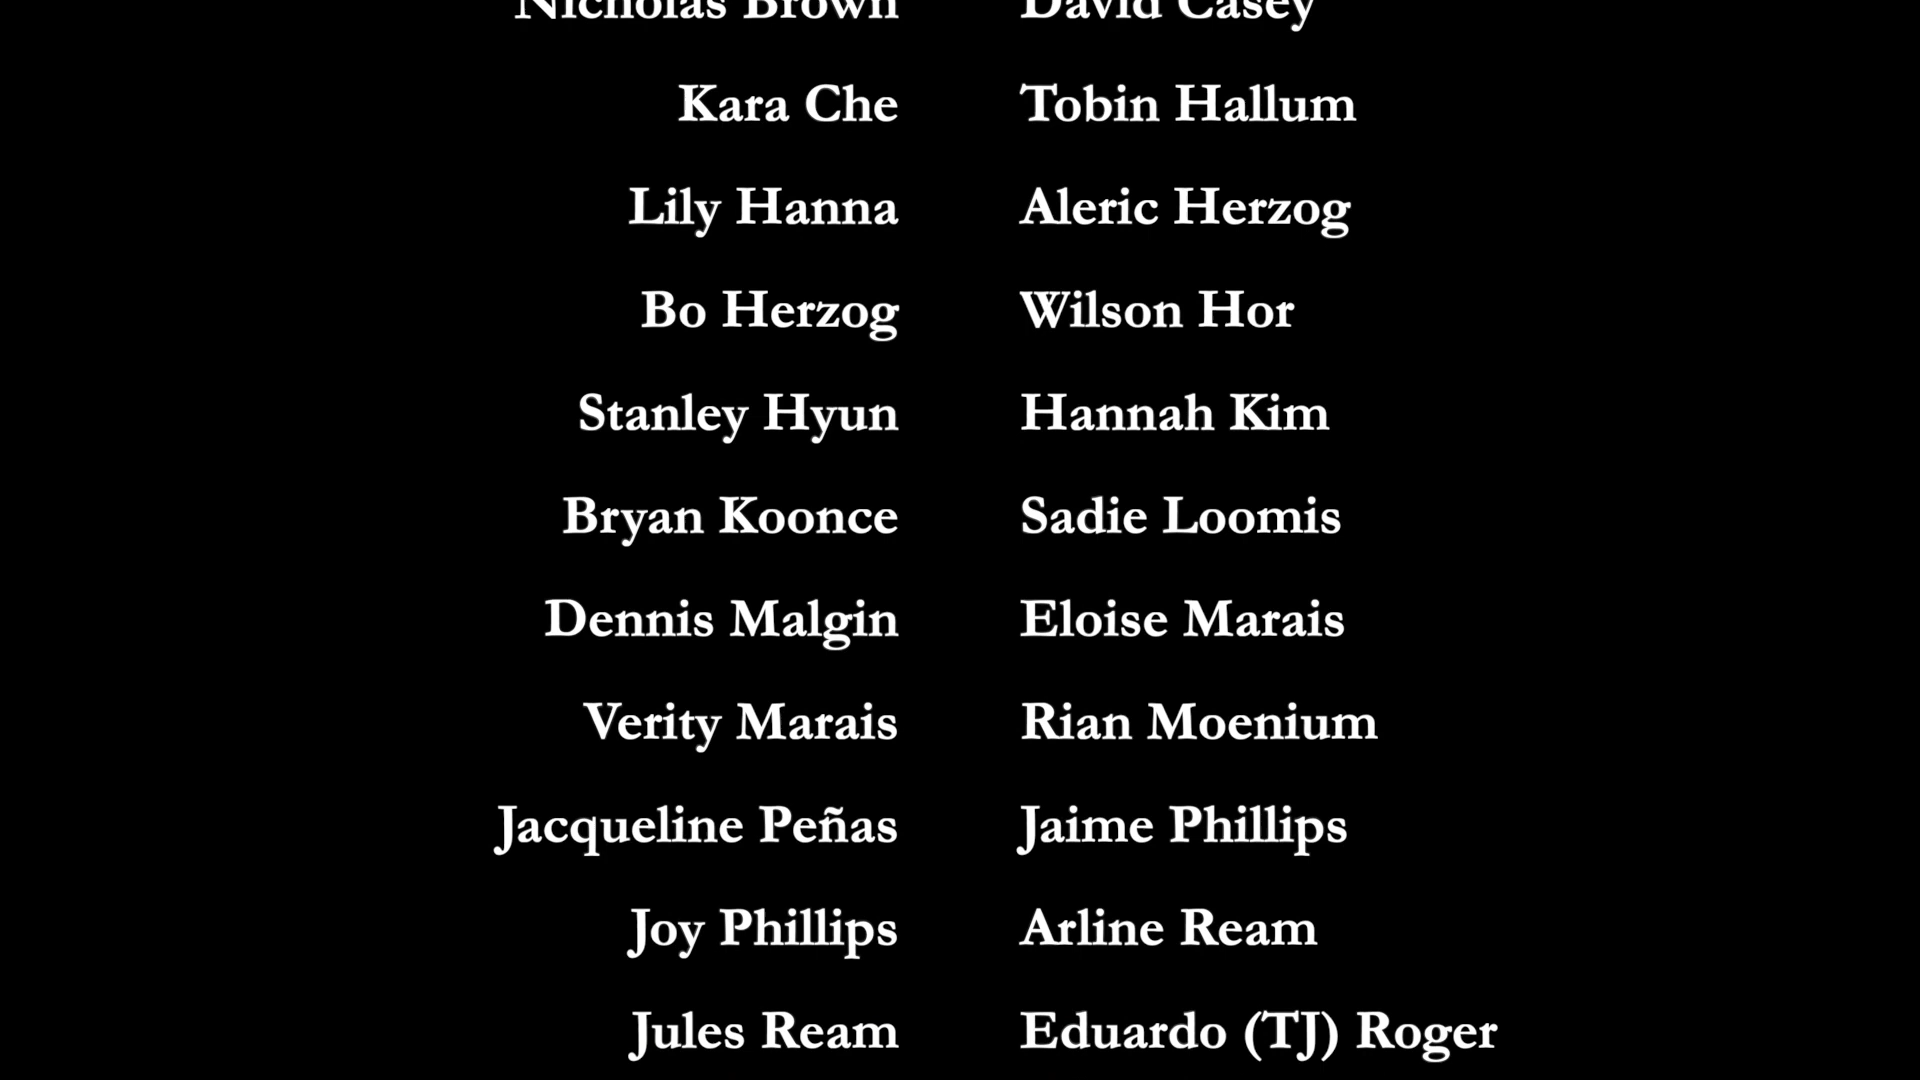 Nicholas Brown David Casey
Kara Che Tobin Hallum
Lily Hanna Aleric Herzog
Bo Herzog Wilson Hor
Stanley Hyun Hannah Kim
Bryan Koonce Sadie Loomis
Dennis Malgin Eloise Marais
Verity Marais Rian Moenium
Jacqueline Peñas Jaime Phillips
Joy Phillips Arline Ream
Jules Ream Eduardo (TJ) Roger